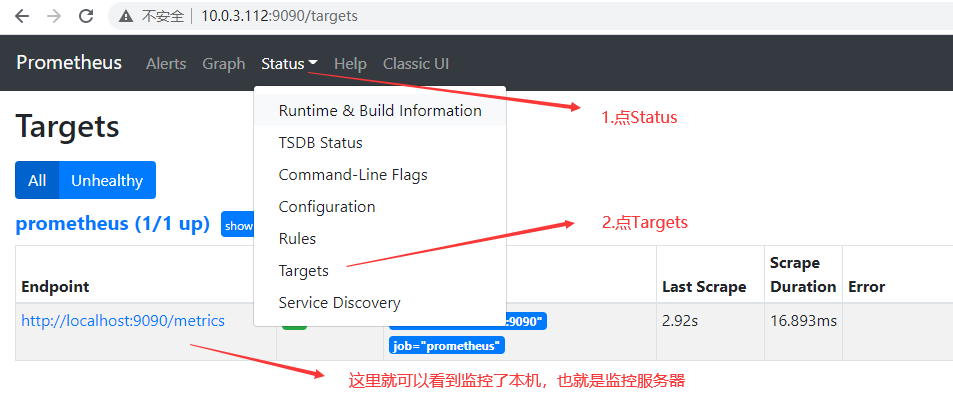 不安全 | 10.0.3.112:9090/targets
Prometheus Alerts Graph Status Help Classic UI
Runtime & Build Information
1.点Status
Targets
TSDB Status
All Unhealthy
Command-Line Flags
Configuration
prometheus (1/1 up) show
2.点Targets
Rules
Targets
Service Discovery
Endpoint Last Scrape Scrape Duration Error
http://localhost:9090/metrics :9090" 2.92s 16.893ms
job="prometheus"
这里就可以看到监控了本机，也就是监控服务器